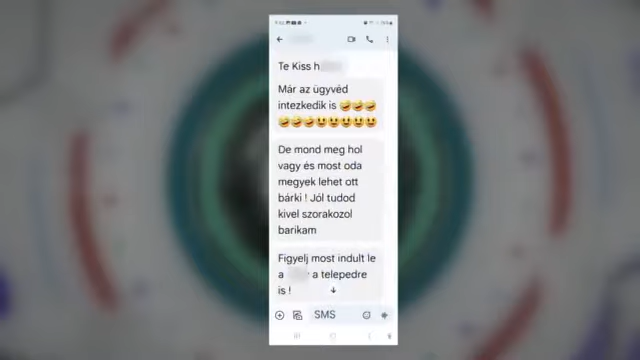 Te Kiss h
Már az ügyvéd
intezkedik is 🤣🤣🤣
🤣🤣🤣😃😃😃😃😃
De mond meg hol
vagy és most oda
megyek lehet ott
bárki ! Jól tudod
kivel szorakozol
barikam
Figyelj most indult le
a a telepedre
is !
SMS